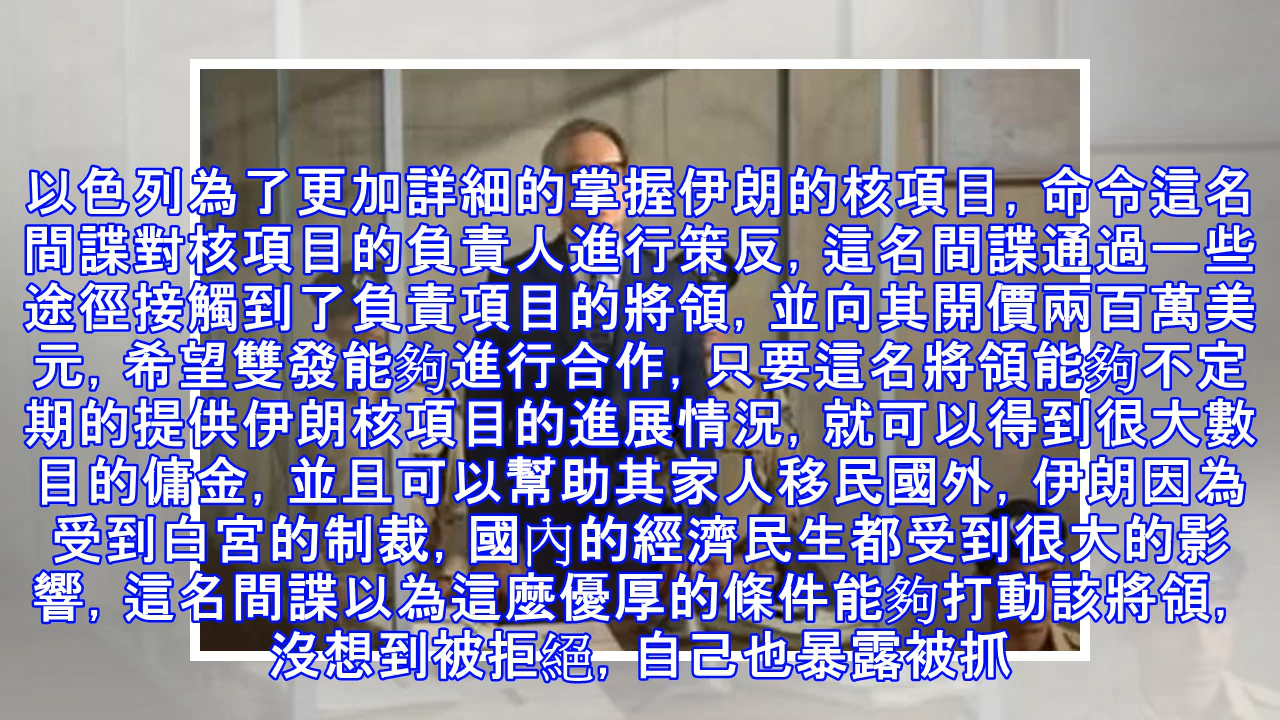 以色列為了更加詳細的掌握伊朗的核項目, 命令這名
間諜對核項目的負責人進行策反, 這名間諜通過一些
途徑接觸到了負責項目的將領, 並向其開價兩百萬美
元, 希望雙發能夠進行合作, 只要這名將領能夠不定
期的提供伊朗核項目的進展情況, 就可以得到很大數
目的傭金, 並且可以幫助其家人移民國外, 伊朗因為
受到白宮的制裁, 國內的經濟民生都受到很大的影
響, 這名間諜以為這麼優厚的條件能夠打動該將領,
沒想到被拒絕, 自己也暴露被抓